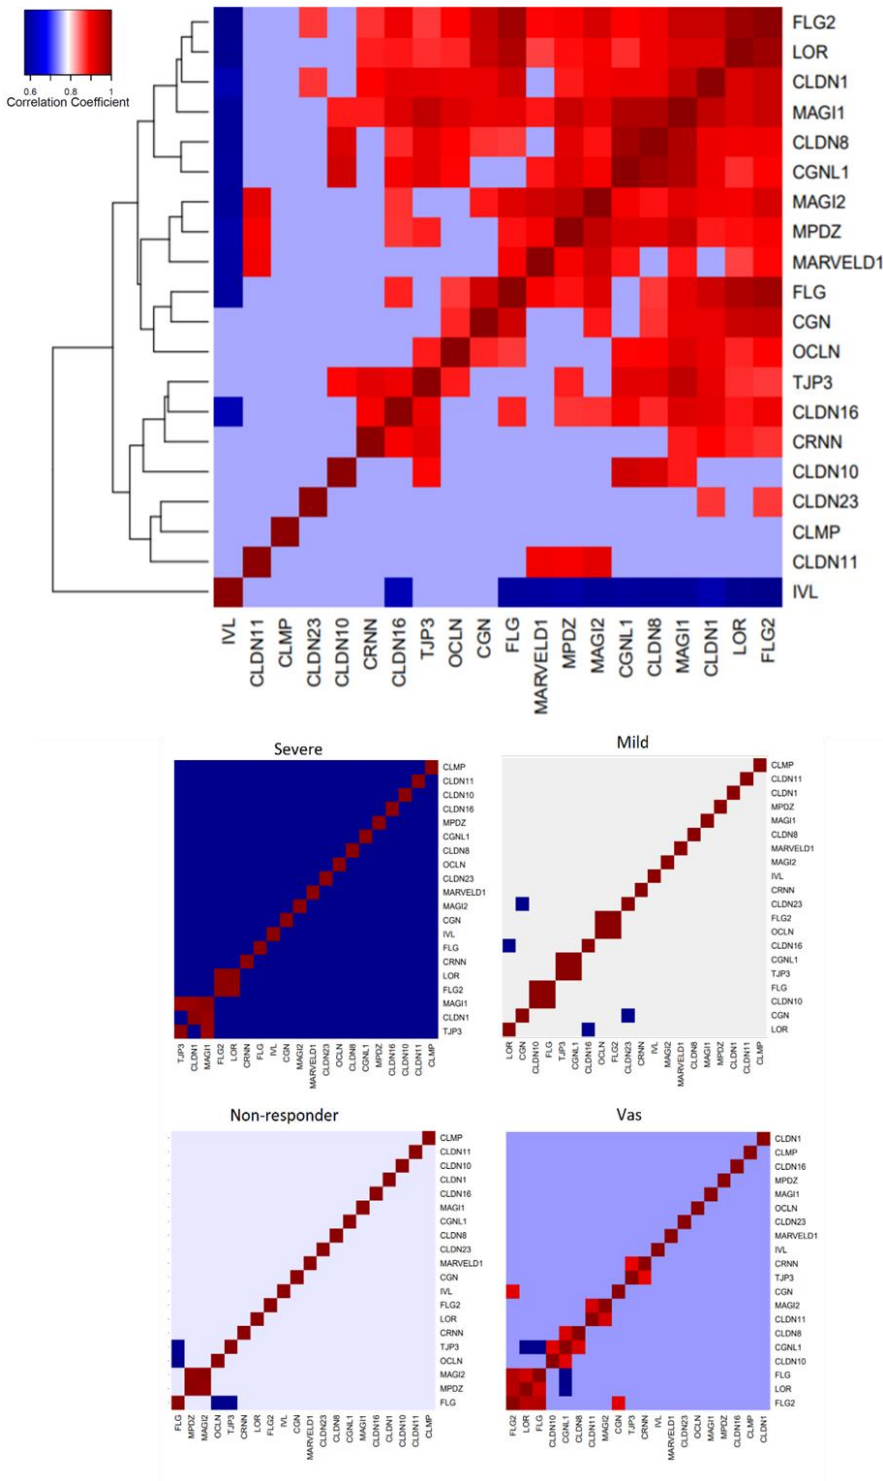 0.6 0.8 1
Correlation Coefficient
FLG2
LOR
CLDN1
MAGI1
CLDN8
CGNL1
MAGI2
MPDZ
MARVELD1
FLG
CGN
OCLN
TJP3
CLDN16
CRNN
CLDN10
CLDN23
CLMP
CLDN11
IVL
IVL CLDN11 CLMP CLDN23 CLDN10 CRNN CLDN16 TJP3 OCLN CGN FLG MARVELD1 MPDZ MAGI2 CGNL1 CLDN8 MAGI1 CLDN1 LOR FLG2
Severe
CLMP
CLDN11
CLDN10
CLDN16
MPDZ
CGNL1
CLDN8
OCLN
CLDN23
MARVELD1
MAGI2
CGN
IVL
FLG
CRNN
LOR
FLG2
MAGI1
CLDN1
TJP3
TJP3 CLDN1 MAGI1 FLG2 LOR CRNN FLG IVL CGN MAGI2 MARVELD1 CLDN23 OCLN CLDN8 CGNL1 MPDZ CLDN16 CLDN10 CLDN11 CLMP
Mild
CLMP
CLDN11
CLDN1
MPDZ
MAGI1
CLDN8
MARVELD1
MAGI2
IVL
CRNN
CLDN23
FLG2
OCLN
CLDN16
CGNL1
TJP3
FLG
CLDN10
CGN
LOR
LOR CGN CLDN10 FLG TJP3 CGNL1 CLDN16 OCLN FLG2 CLDN23 CRNN IVL MAGI2 MARVELD1 CLDN8 MAGI1 MPDZ CLDN1 CLDN11 CLMP
Non-responder
CLMP
CLDN11
CLDN10
CLDN1
CLDN16
MAGI1
CGNL1
CLDN8
CLDN23
MARVELD1
CGN
IVL
FLG2
LOR
CRNN
TJP3
OCLN
MAGI2
MPDZ
FLG
FLG MPDZ MAGI2 OCLN TJP3 CRNN LOR FLG2 IVL CGN MARVELD1 CLDN23 CLDN8 CGNL1 MAGI1 CLDN16 CLDN1 CLDN10 CLDN11 CLMP
Vas
CLDN1
CLMP
CLDN16
MPDZ
MAGI1
OCLN
CLDN23
MARVELD1
IVL
CRNN
TJP3
CGN
MAGI2
CLDN11
CLDN8
CGNL1
CLDN10
FLG
LOR
FLG2
FLG2 LOR FLG CLDN10 CGNL1 CLDN8 CLDN11 MAGI2 CGN TJP3 CRNN IVL MARVELD1 CLDN23 OCLN MAGI1 MPDZ CLDN16 CLMP CLDN1